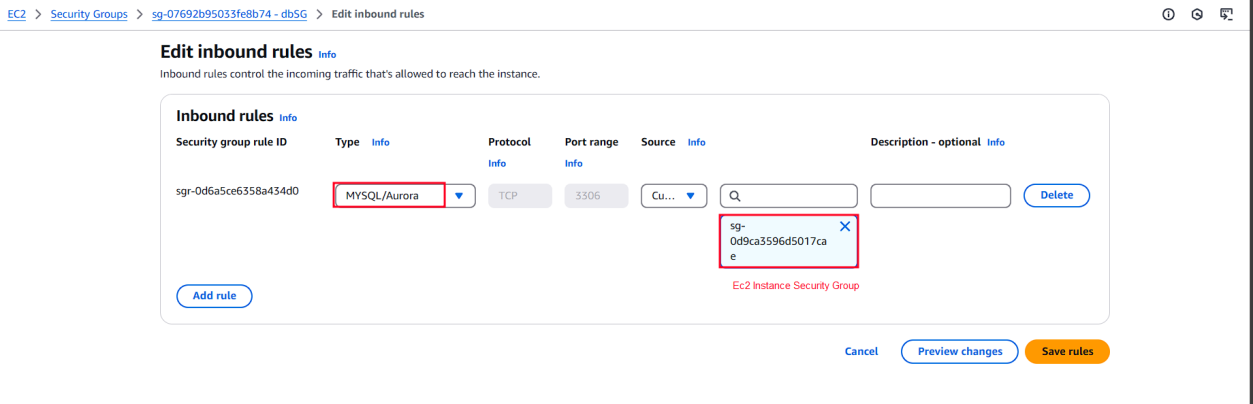 EC2 > Security Groups > sg-07692b95033fe8b74 - dbSG > Edit inbound rules
Edit inbound rules Info
Inbound rules control the incoming traffic that's allowed to reach the instance.
Inbound rules Info
Security group rule ID Type Info Protocol Info Port range Info Source Info Description - optional Info
sgr-0d6a5ce6358a434d0 MYSQL/Aurora TCP 3306 Cu... Delete
sg-
0d9ca3596d5017ca
e
Ec2 Instance Security Group
Add rule
Cancel Preview changes Save rules